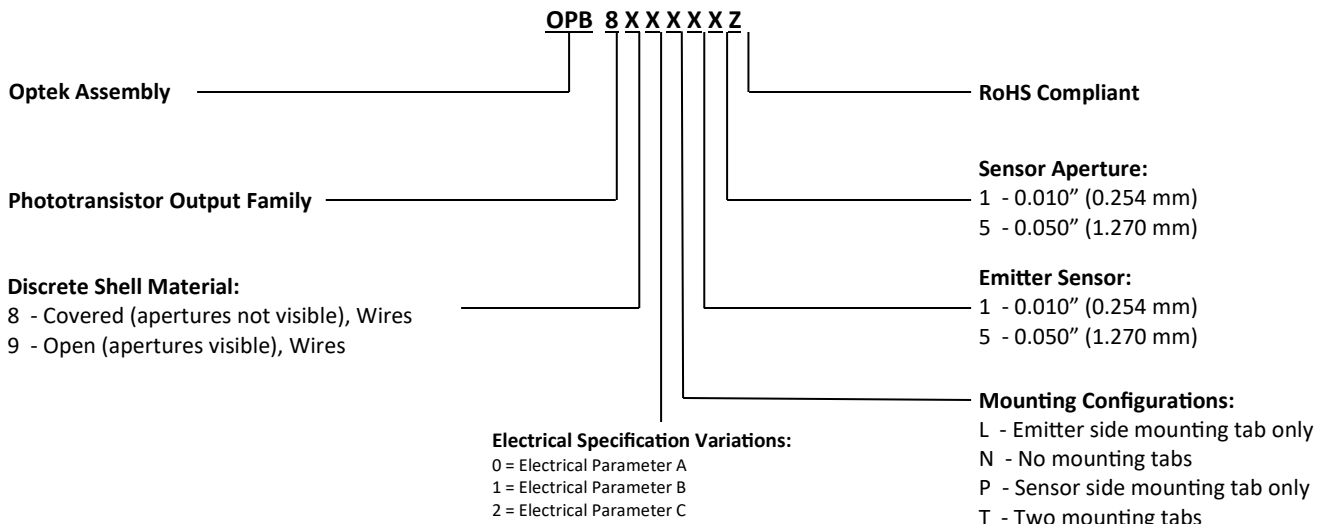 OPB 8 X X X X X Z
Optek Assembly
RoHS Compliant
Phototransistor Output Family
Sensor Aperture:
1 - 0.010” (0.254 mm)
5 - 0.050” (1.270 mm)
Discrete Shell Material:
8 - Covered (apertures not visible), Wires
9 - Open (apertures visible), Wires
Emitter Sensor:
1 - 0.010” (0.254 mm)
5 - 0.050” (1.270 mm)
Electrical Specification Variations:
0 = Electrical Parameter A
1 = Electrical Parameter B
2 = Electrical Parameter C
Mounting Configurations:
L - Emitter side mounting tab only
N - No mounting tabs
P - Sensor side mounting tab only
T - Two mounting tabs